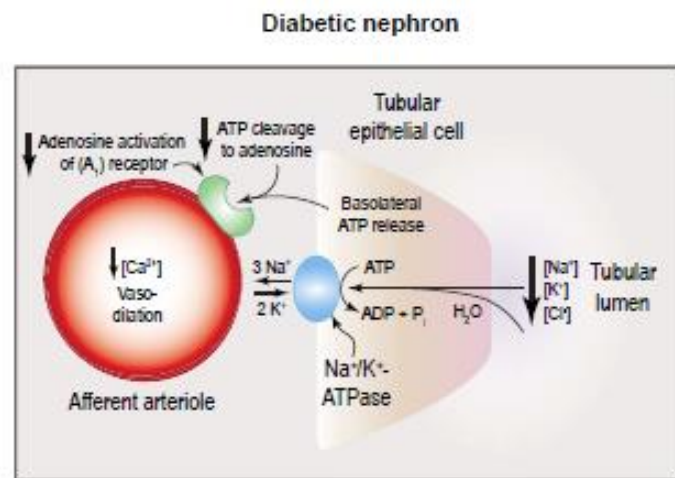 Diabetic nephron
Adenosine activation
of (A₁) receptor
ATP cleavage
to adenosine
Tubular
epithelial cell
Basolateral
ATP release
[Ca²⁺]
Vaso-
dilation
3 Na⁺
2 K⁺
ATP
ADP + Pᵢ
H₂O
[Na⁺]
[K⁺]
[Cl⁻]
Tubular
lumen
Na⁺/K⁺-
ATPase
Afferent arteriole